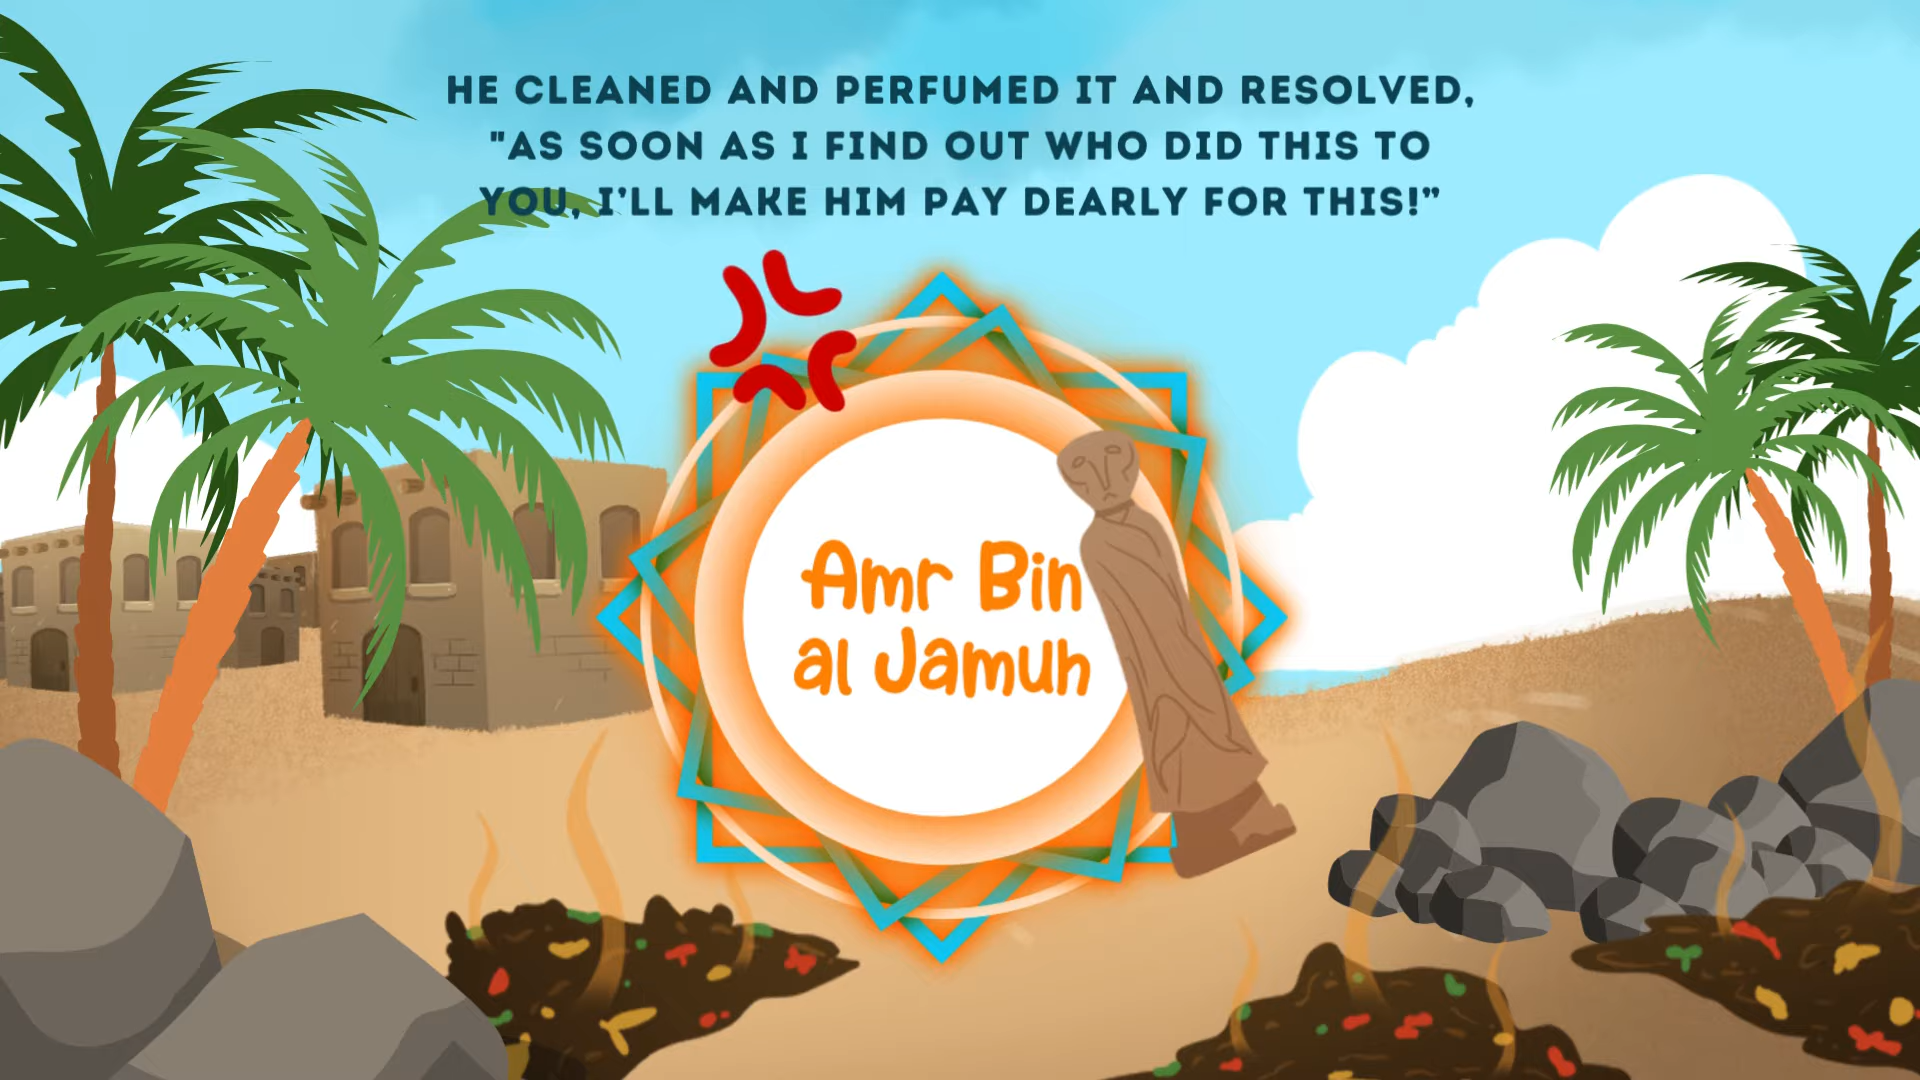 HE CLEANED AND PERFUMED IT AND RESOLVED,
"AS SOON AS I FIND OUT WHO DID THIS TO
YOU, I’LL MAKE HIM PAY DEARLY FOR THIS!”
Amr Bin
al Jamuh